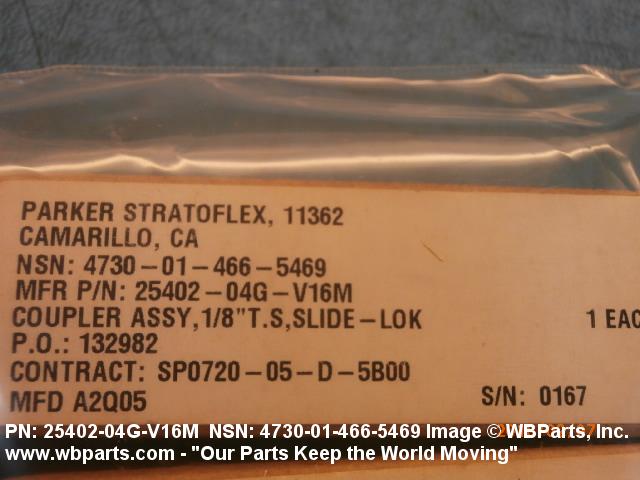 PARKER STRATOFLEX, 11362
CAMARILLO, CA
NSN: 4730-01-466-5469
MFR P/N: 25402-04G-V16M
COUPLER ASSY,1/8"T.S,SLIDE-LOK 1 EAC
P.O.: 132982
CONTRACT: SP0720-05-D-5B00
MFD A2Q05 S/N: 0167
PN: 25402-04G-V16M NSN: 4730-01-466-5469 Image © WBParts, Inc.
www.wbparts.com - "Our Parts Keep the World Moving"